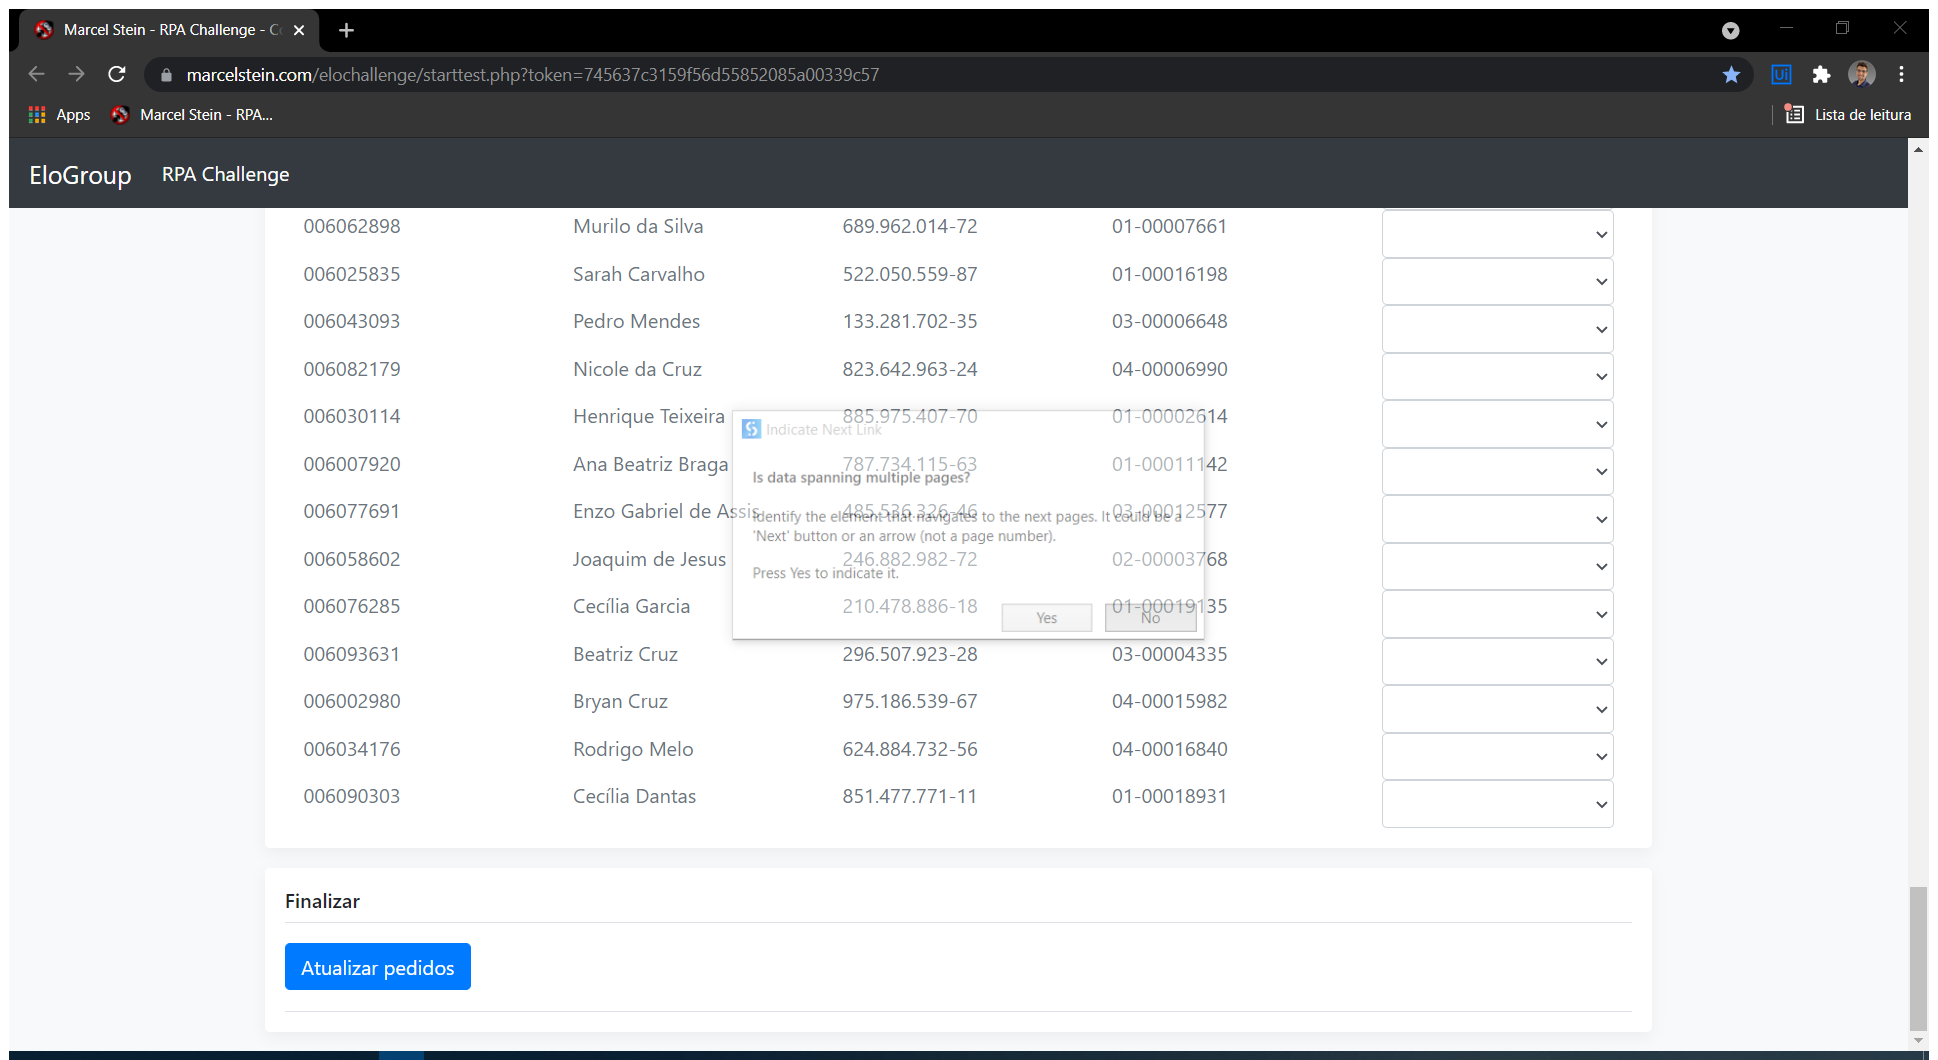 Marcel Stein - RPA Challenge - Co
marcelstein.com/elochallenge/starttest.php?token=745637c3159f56d55852085a00339c57
Ui
Apps
Marcel Stein - RPA...
Lista de leitura
EloGroup RPA Challenge
006062898 Murilo da Silva 689.962.014-72 01-00007661
006025835 Sarah Carvalho 522.050.559-87 01-00016198
006043093 Pedro Mendes 133.281.702-35 03-00006648
006082179 Nicole da Cruz 823.642.963-24 04-00006990
006030114 Henrique Teixeira 885.975.407-70 01-00002614
Indicate Next Link
006007920 Ana Beatriz Braga 787.734.115-63 01-00011142
Is data spanning multiple pages?
006077691 Enzo Gabriel de Assis 485.536.326-46 03-00012577
Identify the element that navigates to the next pages. It could be a
'Next' button or an arrow (not a page number).
006058602 Joaquim de Jesus 246.882.982-72 02-00003768
Press Yes to indicate it.
006076285 Cecília Garcia 210.478.886-18 01-00019135
Yes No
006093631 Beatriz Cruz 296.507.923-28 03-00004335
006002980 Bryan Cruz 975.186.539-67 04-00015982
006034176 Rodrigo Melo 624.884.732-56 04-00016840
006090303 Cecília Dantas 851.477.771-11 01-00018931
Finalizar
Atualizar pedidos